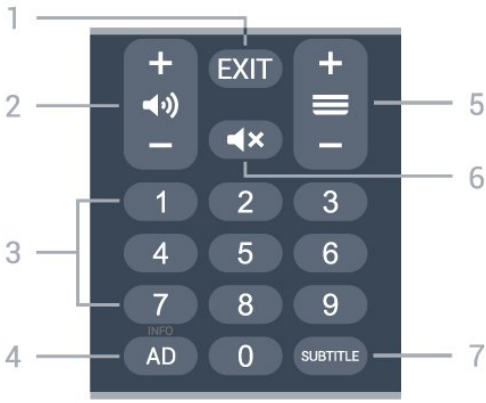 1
+ EXIT +
2 5
- -
6
1 2 3
3
4 5 6
7 8 9
INFO
4 AD 0 SUBTITLE 7